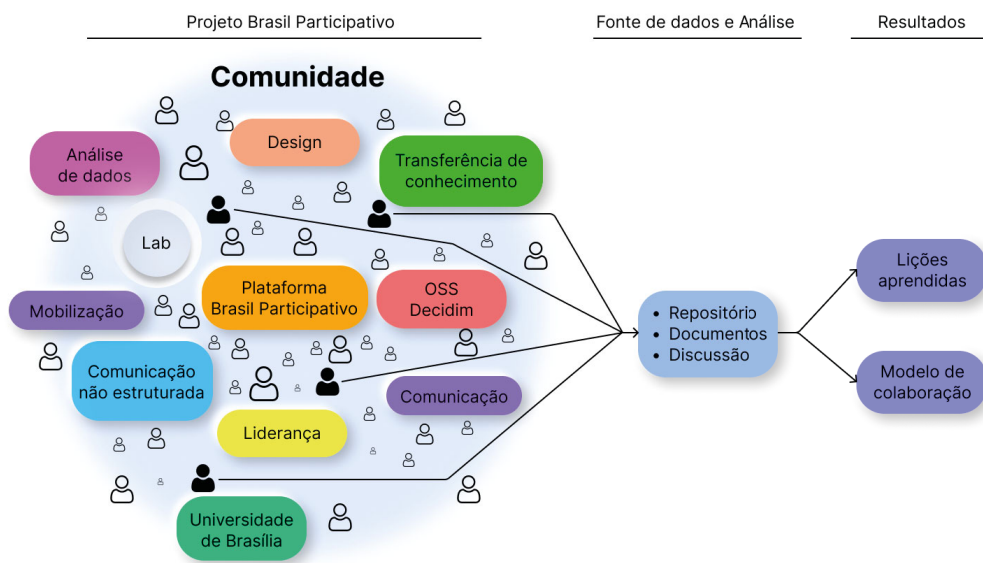 Projeto Brasil Participativo
Fonte de dados e Análise
Resultados
Comunidade
Análise
de dados
Design
Transferência de
conhecimento
Lab
Plataforma
Brasil Participativo
OSS
Decidim
Mobilização
Comunicação
não estruturada
Liderança
Comunicação
Universidade
de Brasília
• Repositório
• Documentos
• Discussão
Lições
aprendidas
Modelo de
colaboração